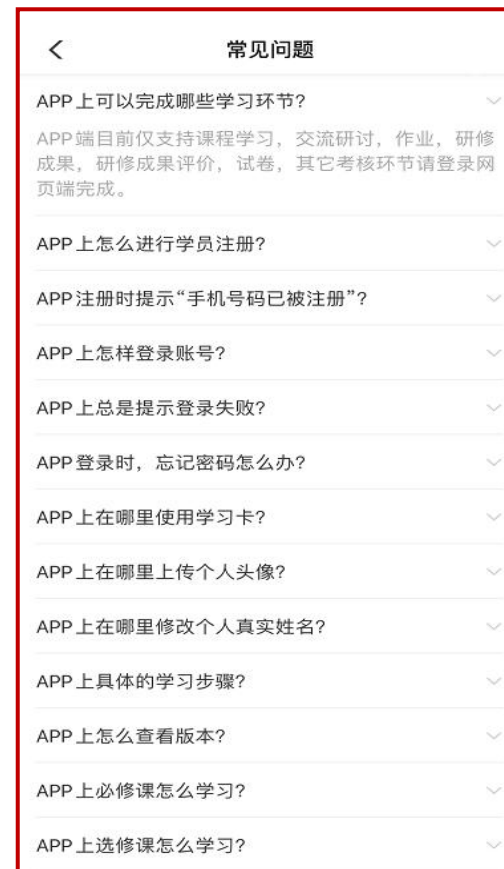 常见问题
APP上可以完成哪些学习环节?
APP端目前仅支持课程学习，交流研讨，作业，研修
成果，研修成果评价，试卷，其它考核环节请登录网
页端完成。
APP上怎么进行学员注册?
APP注册时提示“手机号码已被注册”?
APP上怎样登录账号?
APP上总是提示登录失败?
APP登录时，忘记密码怎么办?
APP上在哪里使用学习卡?
APP上在哪里上传个人头像?
APP上在哪里修改个人真实姓名?
APP上具体的学习步骤?
APP上怎么查看版本?
APP上必修课怎么学习?
APP上选修课怎么学习?